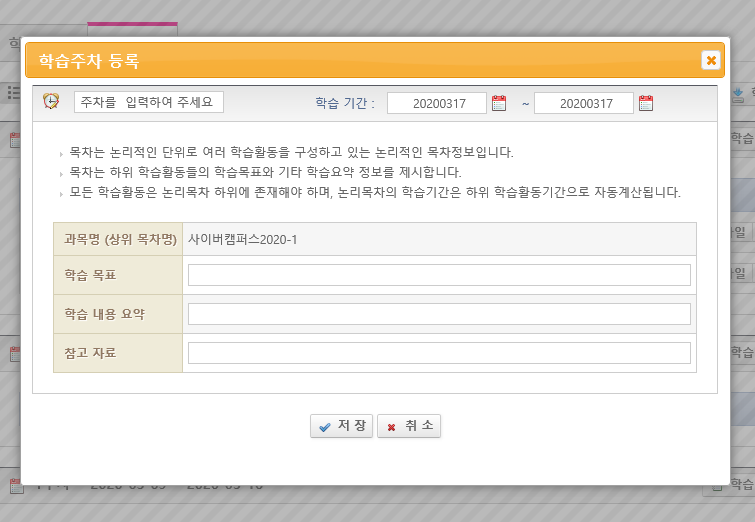 학습주차 등록
주차를 입력하여 주세요 학습 기간 : 20200317 ~ 20200317
목차는 논리적인 단위로 여러 학습활동을 구성하고 있는 논리적인 목차정보입니다.
목차는 하위 학습활동들의 학습목표와 기타 학습요약 정보를 제시합니다.
모든 학습활동은 논리목차 하위에 존재해야 하며, 논리목차의 학습기간은 하위 학습활동기간으로 자동계산됩니다.
과목명 (상위 목차명) 사이버캠퍼스2020-1
학습 목표
학습 내용 요약
참고 자료
저 장 취 소
학습
학습
학습